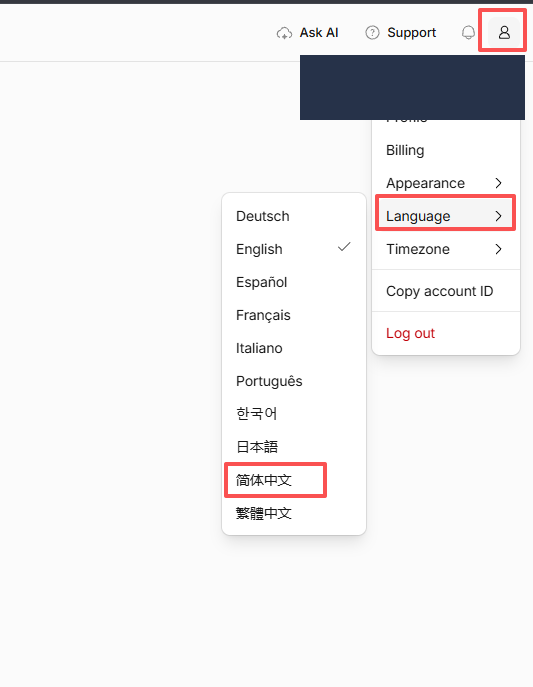 Ask AI
Support
Billing
Appearance
Language
Timezone
Copy account ID
Log out
Deutsch
English
Español
Français
Italiano
Português
한국어
日本語
简体中文
繁體中文